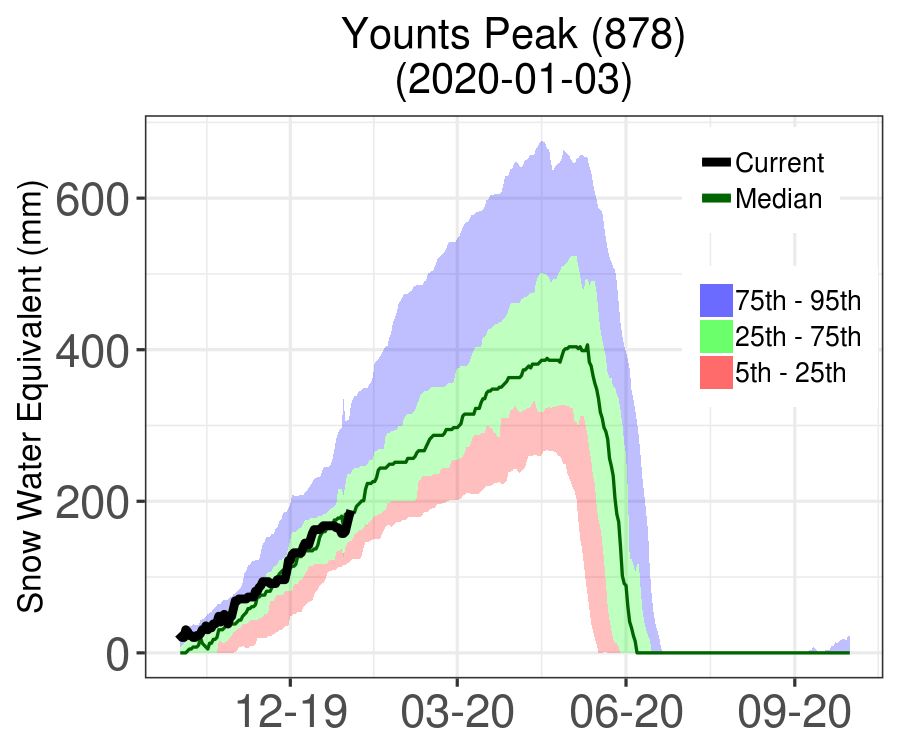 Younts Peak (878)
(2020-01-03)
Snow Water Equivalent (mm)
600
400
200
0
Current
Median
75th - 95th
25th - 75th
5th - 25th
12-19
03-20
06-20
09-20